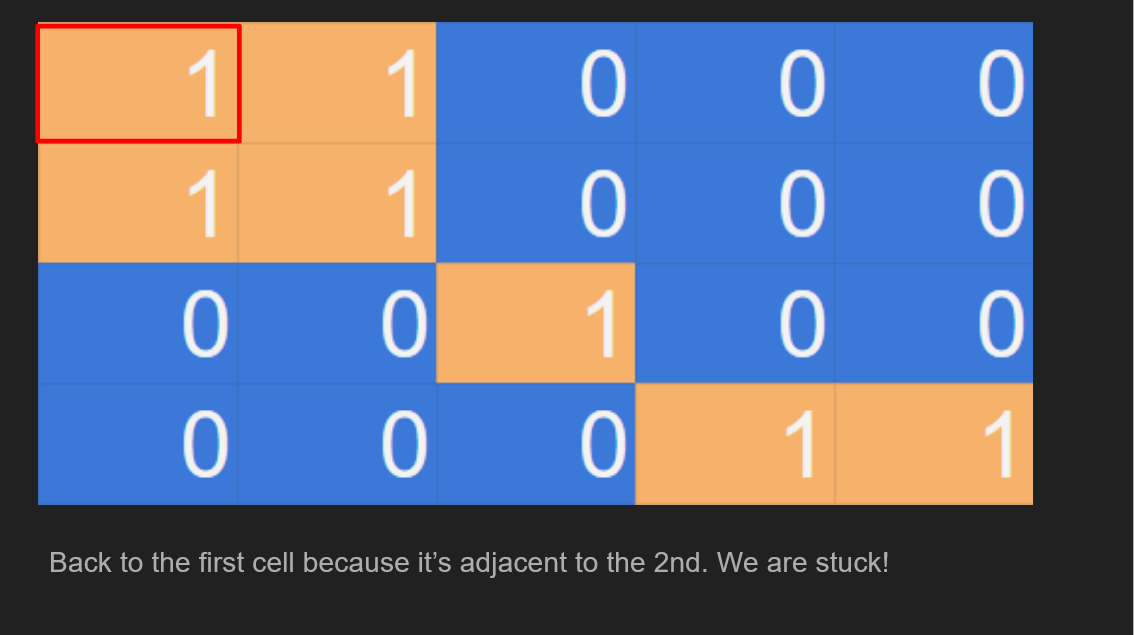 1 1 0 0 0
1 1 0 0 0
0 0 1 0 0
0 0 0 1 1
Back to the first cell because it’s adjacent to the 2nd. We are stuck!